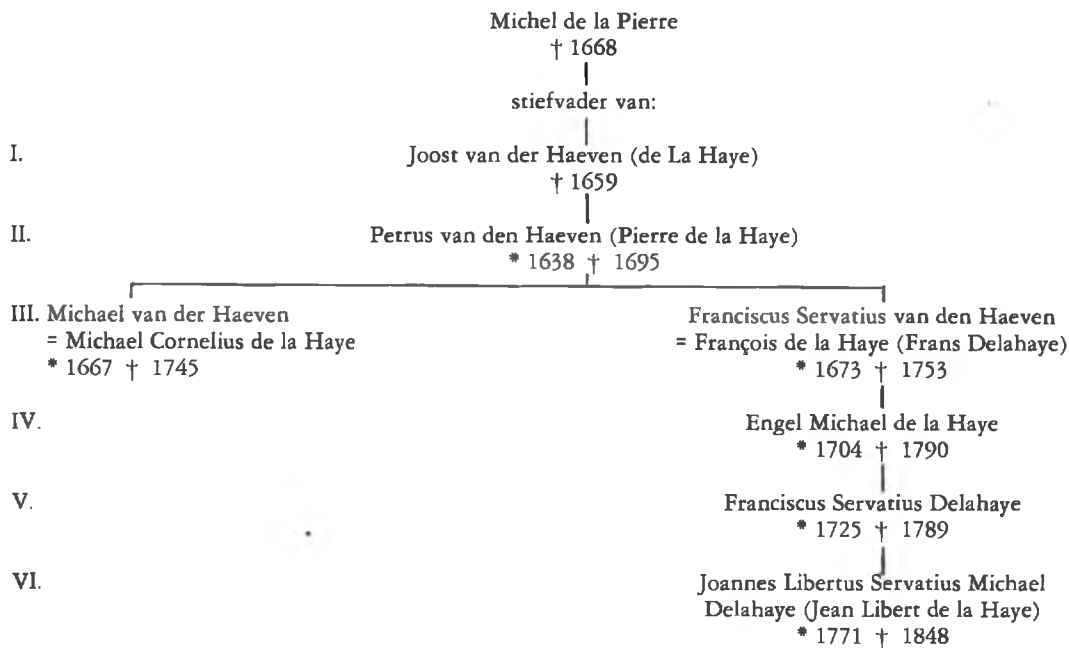 Michel de la Pierre
† 1668
stiefvader van:
I. Joost van der Haeven (de La Haye)
† 1659
II. Petrus van den Haeven (Pierre de la Haye)
* 1638 † 1695
III. Michael van der Haeven
= Michael Cornelius de la Haye
* 1667 † 1745
Franciscus Servatius van den Haeven
= François de la Haye (Frans Delahaye)
* 1673 † 1753
IV. Engel Michael de la Haye
* 1704 † 1790
V. Franciscus Servatius Delahaye
* 1725 † 1789
VI. Joannes Libertus Servatius Michael
Delahaye (Jean Libert de la Haye)
* 1771 † 1848